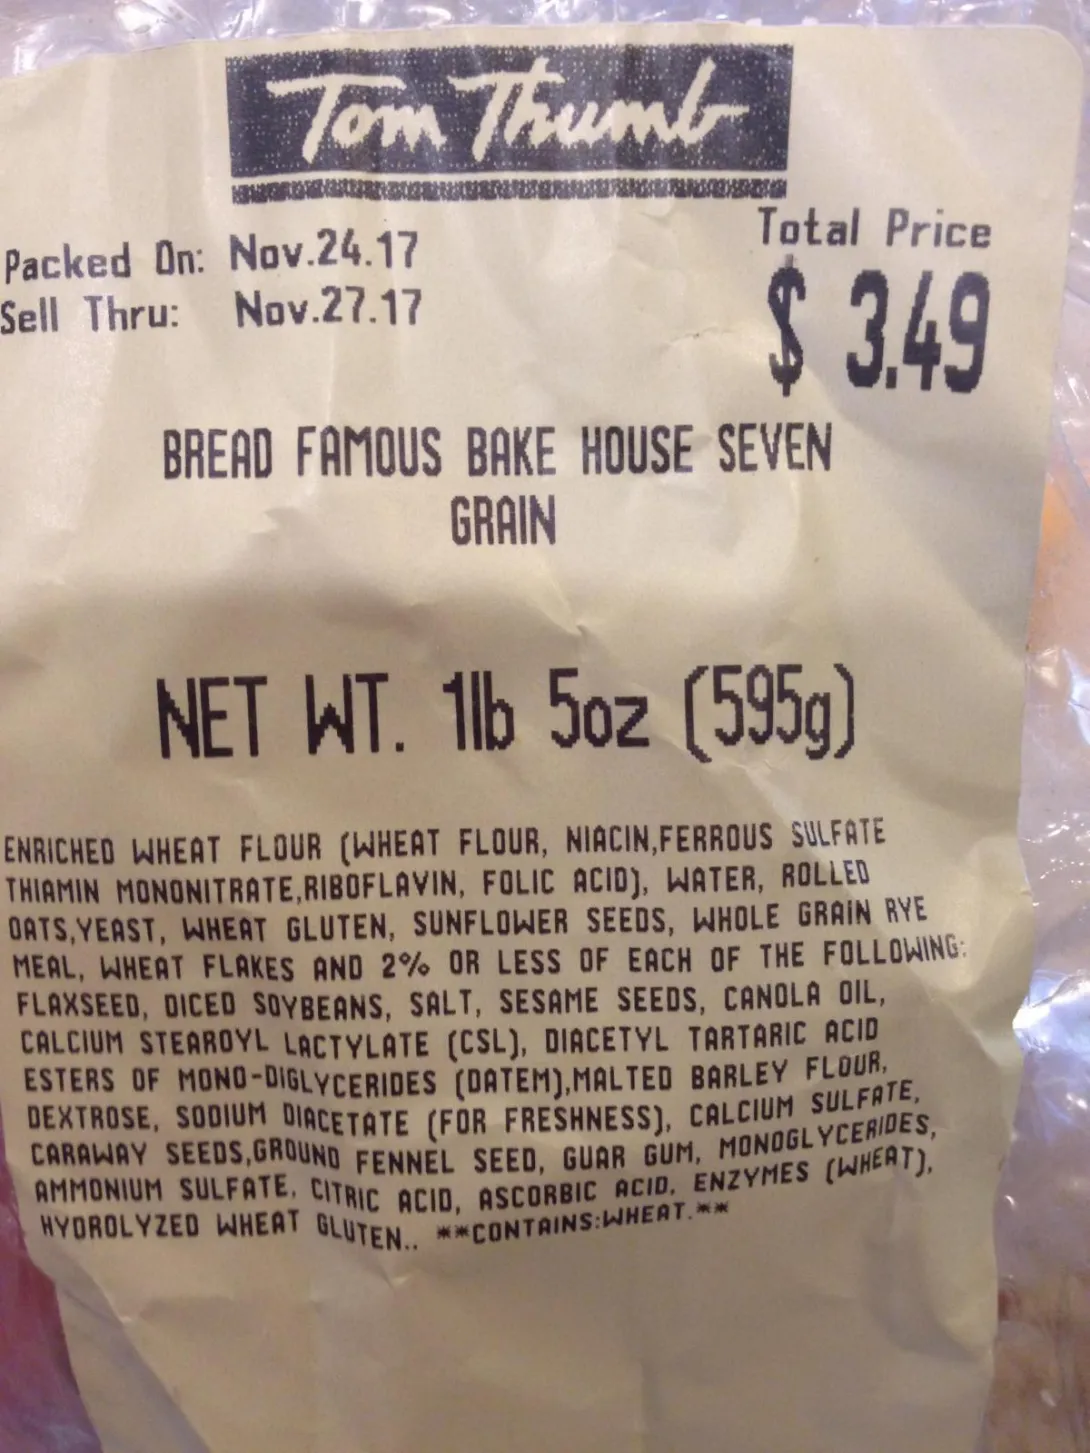 Tom Thumb
Packed On: Nov.24.17
Sell Thru: Nov.27.17
Total Price
$ 3.49
BREAD FAMOUS BAKE HOUSE SEVEN
GRAIN
NET WT. 1lb 5oz (595g)
ENRICHED WHEAT FLOUR (WHEAT FLOUR, NIACIN,FERROUS SULFATE
THIAMIN MONONITRATE,RIBOFLAVIN, FOLIC ACID), WATER, ROLLED
OATS,YEAST, WHEAT GLUTEN, SUNFLOWER SEEDS, WHOLE GRAIN RYE
MEAL, WHEAT FLAKES AND 2% OR LESS OF EACH OF THE FOLLOWING:
FLAXSEED, DICED SOYBEANS, SALT, SESAME SEEDS, CANOLA OIL,
CALCIUM STEAROYL LACTYLATE (CSL), DIACETYL TARTARIC ACID
ESTERS OF MONO-DIGLYCERIDES (DATEM),MALTED BARLEY FLOUR,
DEXTROSE, SODIUM DIACETATE (FOR FRESHNESS), CALCIUM SULFATE,
CARAWAY SEEDS,GROUND FENNEL SEED, GUAR GUM, MONOGLYCERIDES,
AMMONIUM SULFATE, CITRIC ACID, ASCORBIC ACID, ENZYMES (WHEAT),
HYDROLYZED WHEAT GLUTEN.. **CONTAINS:WHEAT.**